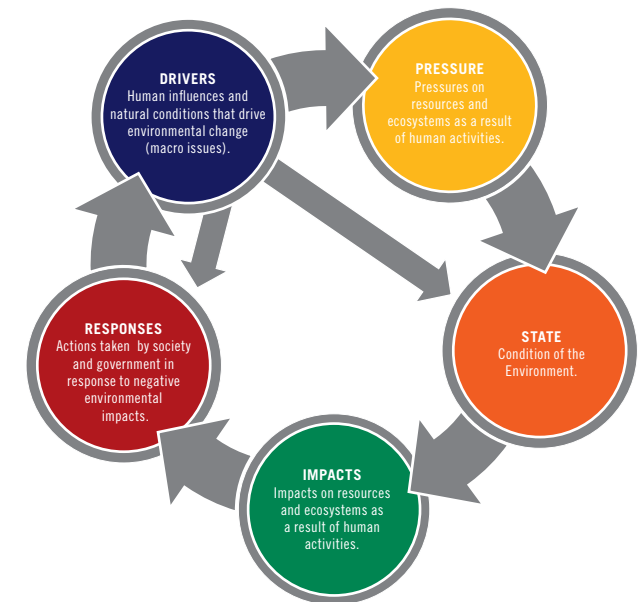 DRIVERS
Human influences and
natural conditions that drive
environmental change
(macro issues).
PRESSURE
Pressures on
resources and
ecosystems as a result
of human activities.
STATE
Condition of the
Environment.
IMPACTS
Impacts on resources
and ecosystems as
a result of human
activities.
RESPONSES
Actions taken by society
and government in
response to negative
environmental
impacts.